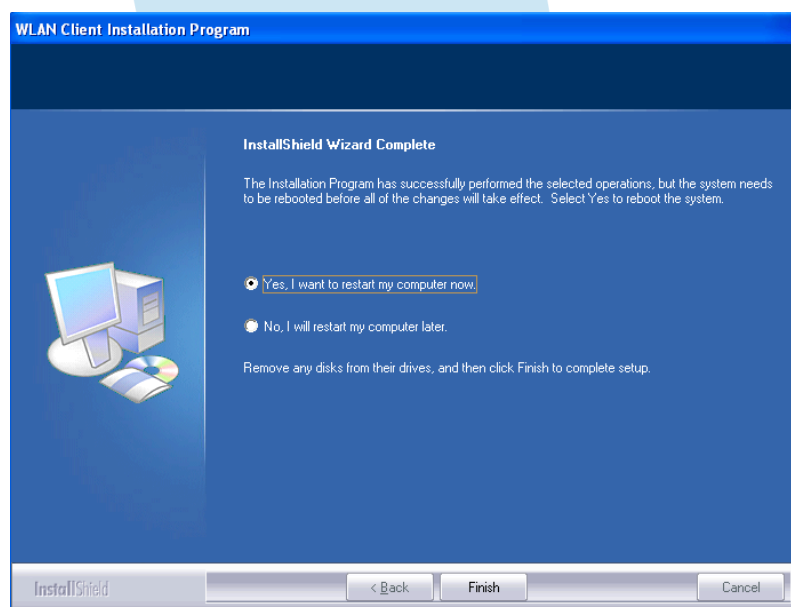 WLAN Client Installation Program
InstallShield Wizard Complete
The Installation Program has successfully performed the selected operations, but the system needs
to be rebooted before all of the changes will take effect.  Select Yes to reboot the system.
Yes, I want to restart my computer now.
No, I will restart my computer later.
Remove any disks from their drives, and then click Finish to complete setup.
InstallShield
< Back
Finish
Cancel